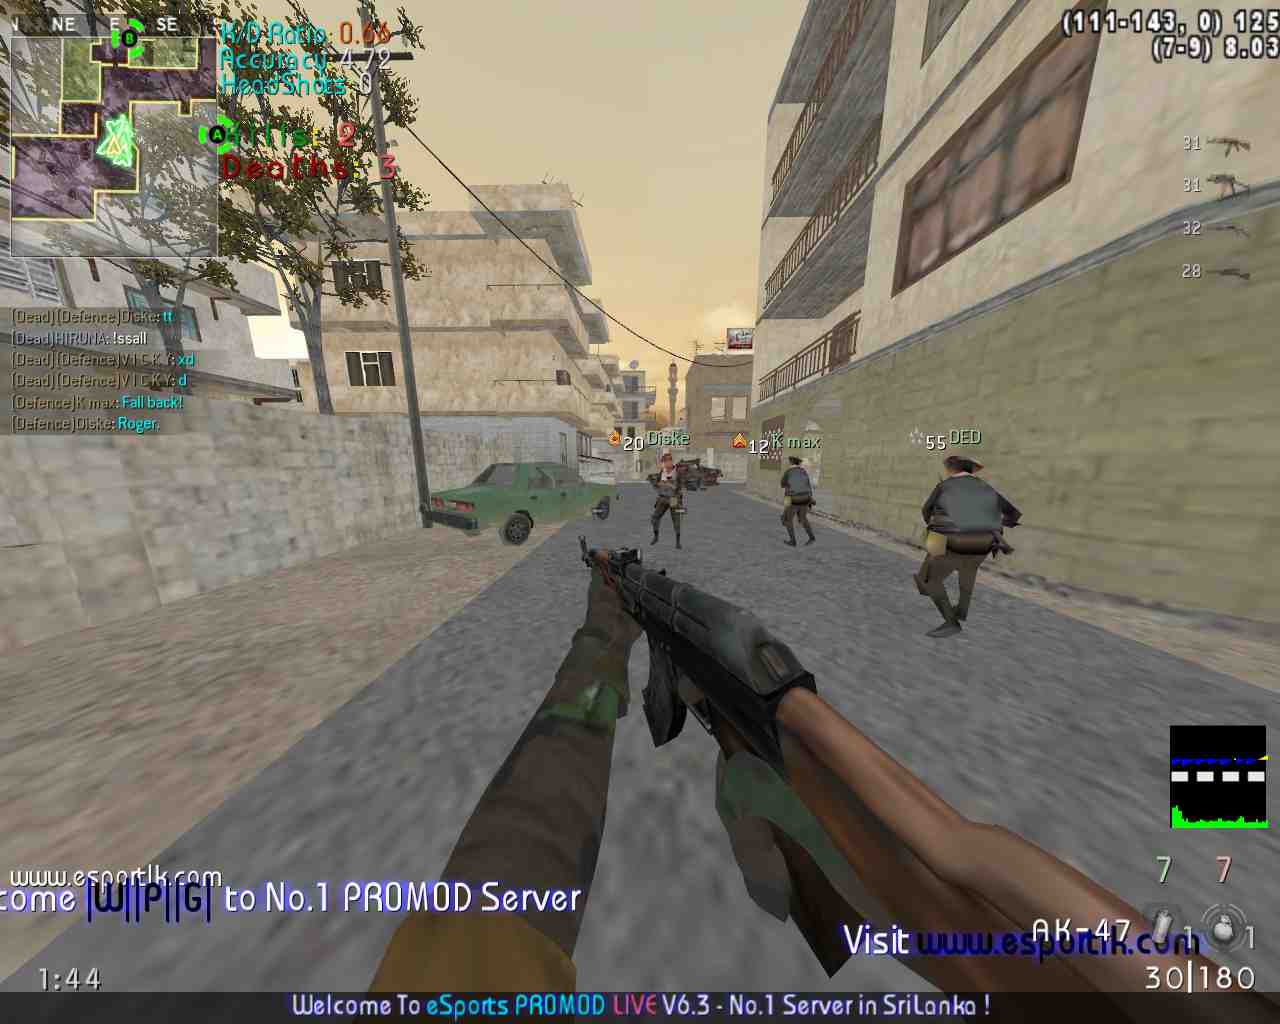 N NE E SE S
B
K/D Ratio: 0.66
Accuracy 4.79
HeadShots 0
A
Kills: 2
Deaths: 3
(111-143, 0) 125
(7-9) 8.03
31
31
32
28
(Dead)[Defence]Diske: tt
(Dead)HIRUNA: !ssall
(Dead)[Defence]V I C K Y: xd
(Dead)[Defence]V I C K Y: d
[Defence]K max: Fall back!
[Defence]Diske: Roger.
20 Diske
12 K max
55 DED
www.esportlk.com
come |W||P||G| to No.1 PROMOD Server
7 7
Visit www.esportlk.com
AK-47 1 1
1:44
30|180
Welcome To eSports PROMOD LIVE V6.3 - No.1 Server in SriLanka !